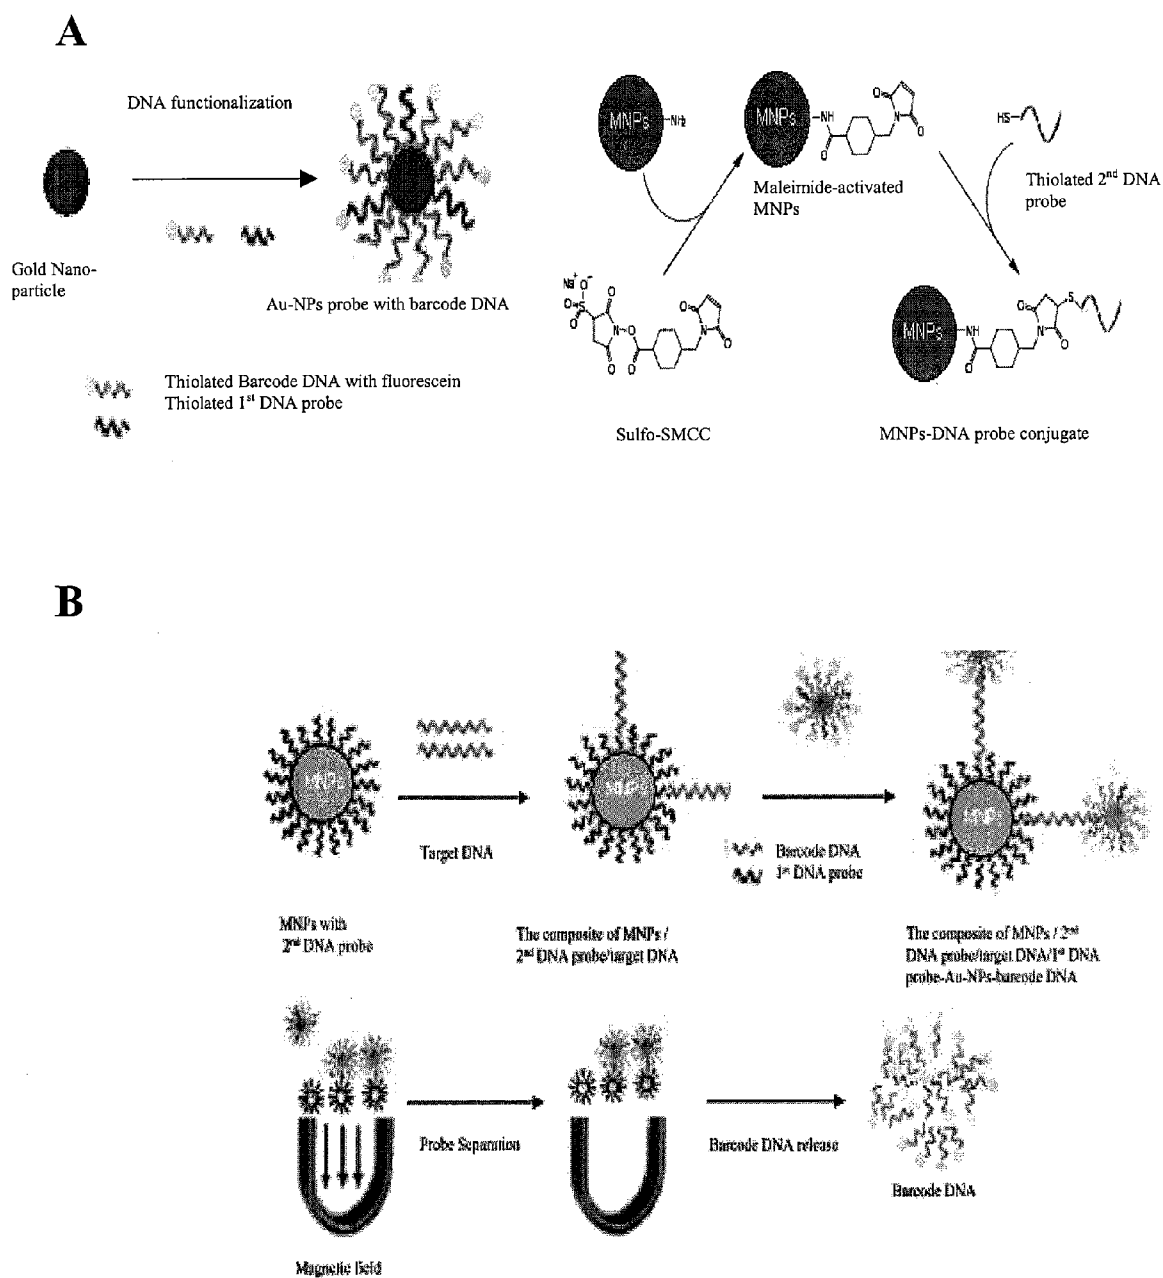 A
DNA functionalization
Gold Nano-
particle
Au-NPs probe with barcode DNA
Thiolated Barcode DNA with fluorescein
Thiolated 1st DNA probe
MNPs
NH₂
MNPs
NH
O
N
O
O
Maleimide-activated
MNPs
HS
Thiolated 2nd DNA
probe
Na+
O-
O
S
O
O
N
O
O
O
O
N
O
Sulfo-SMCC
MNPs
NH
O
N
O
O
S
MNPs-DNA probe conjugate
B
MNPs
Target DNA
MNPs
Barcode DNA
1st DNA probe
MNPs
MNPs with
2nd DNA probe
The composite of MNPs /
2nd DNA probe/target DNA
The composite of MNPs / 2nd
DNA probe/target DNA/1st DNA
probe-Au-NPs-barcode DNA
Probe Separation
Barcode DNA release
Barcode DNA
Magnetic field